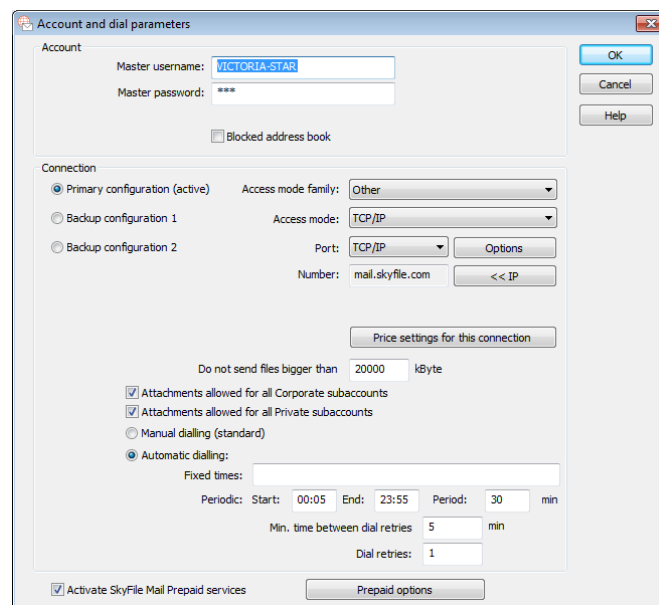 Account and dial parameters
Account
Master username: VICTORIA-STAR
Master password: ***
Blocked address book
OK
Cancel
Help
Connection
Primary configuration (active) Access mode family: Other
Backup configuration 1 Access mode: TCP/IP
Backup configuration 2 Port: TCP/IP Options
Number: mail.skyfile.com << IP
Price settings for this connection
Do not send files bigger than 20000 kByte
Attachments allowed for all Corporate subaccounts
Attachments allowed for all Private subaccounts
Manual dialling (standard)
Automatic dialling:
Fixed times:
Periodic: Start: 00:05 End: 23:55 Period: 30 min
Min. time between dial retries 5 min
Dial retries: 1
Activate SkyFile Mail Prepaid services Prepaid options